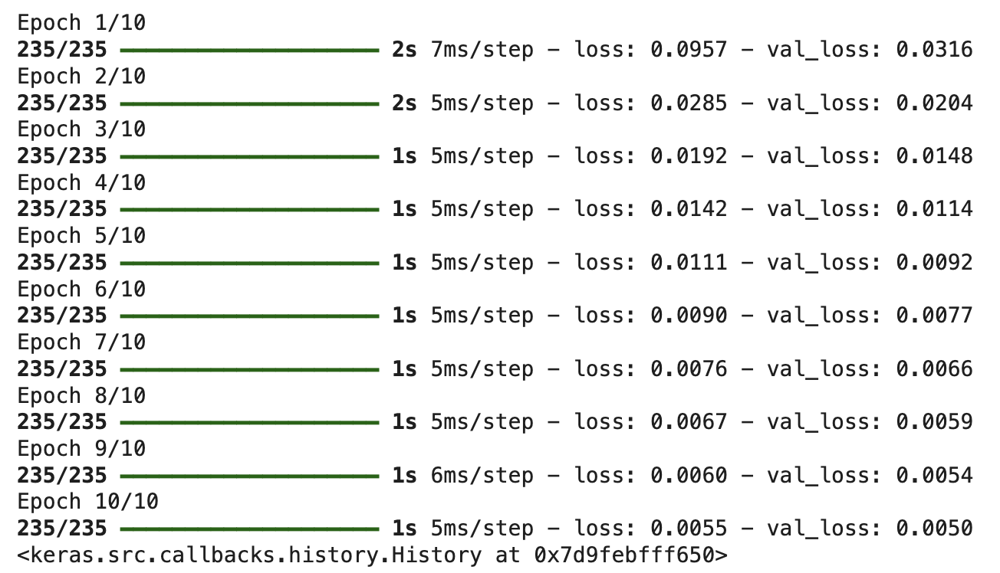 Epoch 1/10
235/235 ━━━━━━━━━━━━━━━━━━━━ 2s 7ms/step - loss: 0.0957 - val_loss: 0.0316
Epoch 2/10
235/235 ━━━━━━━━━━━━━━━━━━━━ 2s 5ms/step - loss: 0.0285 - val_loss: 0.0204
Epoch 3/10
235/235 ━━━━━━━━━━━━━━━━━━━━ 1s 5ms/step - loss: 0.0192 - val_loss: 0.0148
Epoch 4/10
235/235 ━━━━━━━━━━━━━━━━━━━━ 1s 5ms/step - loss: 0.0142 - val_loss: 0.0114
Epoch 5/10
235/235 ━━━━━━━━━━━━━━━━━━━━ 1s 5ms/step - loss: 0.0111 - val_loss: 0.0092
Epoch 6/10
235/235 ━━━━━━━━━━━━━━━━━━━━ 1s 5ms/step - loss: 0.0090 - val_loss: 0.0077
Epoch 7/10
235/235 ━━━━━━━━━━━━━━━━━━━━ 1s 5ms/step - loss: 0.0076 - val_loss: 0.0066
Epoch 8/10
235/235 ━━━━━━━━━━━━━━━━━━━━ 1s 5ms/step - loss: 0.0067 - val_loss: 0.0059
Epoch 9/10
235/235 ━━━━━━━━━━━━━━━━━━━━ 1s 6ms/step - loss: 0.0060 - val_loss: 0.0054
Epoch 10/10
235/235 ━━━━━━━━━━━━━━━━━━━━ 1s 5ms/step - loss: 0.0055 - val_loss: 0.0050
<keras.src.callbacks.history.History at 0x7d9febfff650>